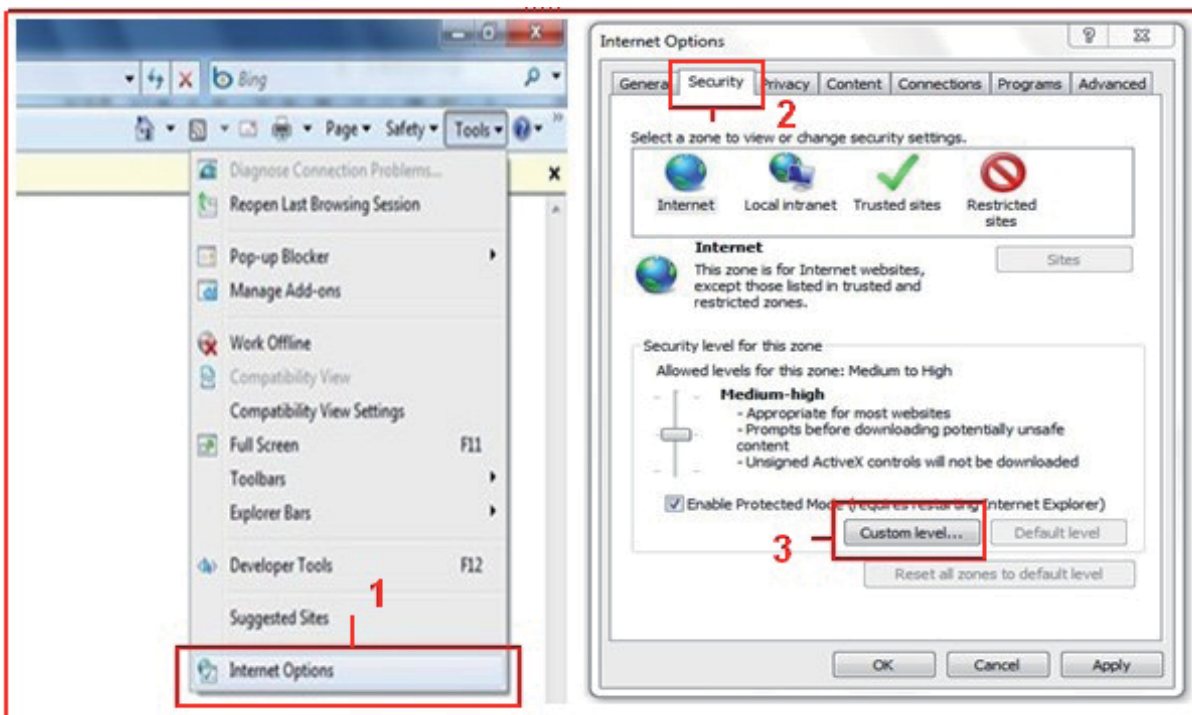 Bing
Page Safety Tools
Diagnose Connection Problems...
Reopen Last Browsing Session
Pop-up Blocker
Manage Add-ons
Work Offline
Compatibility View
Compatibility View Settings
Full Screen F11
Toolbars
Explorer Bars
Developer Tools F12
1
Suggested Sites
Internet Options
Internet Options
General Security Privacy Content Connections Programs Advanced
2
Select a zone to view or change security settings.
Internet Local intranet Trusted sites Restricted
sites
Internet
Sites
This zone is for Internet websites,
except those listed in trusted and
restricted zones.
Security level for this zone
Allowed levels for this zone: Medium to High
Medium-high
- Appropriate for most websites
- Prompts before downloading potentially unsafe
content
- Unsigned ActiveX controls will not be downloaded
Enable Protected Mode (requires restarting Internet Explorer)
3
Custom level... Default level
Reset all zones to default level
OK Cancel Apply